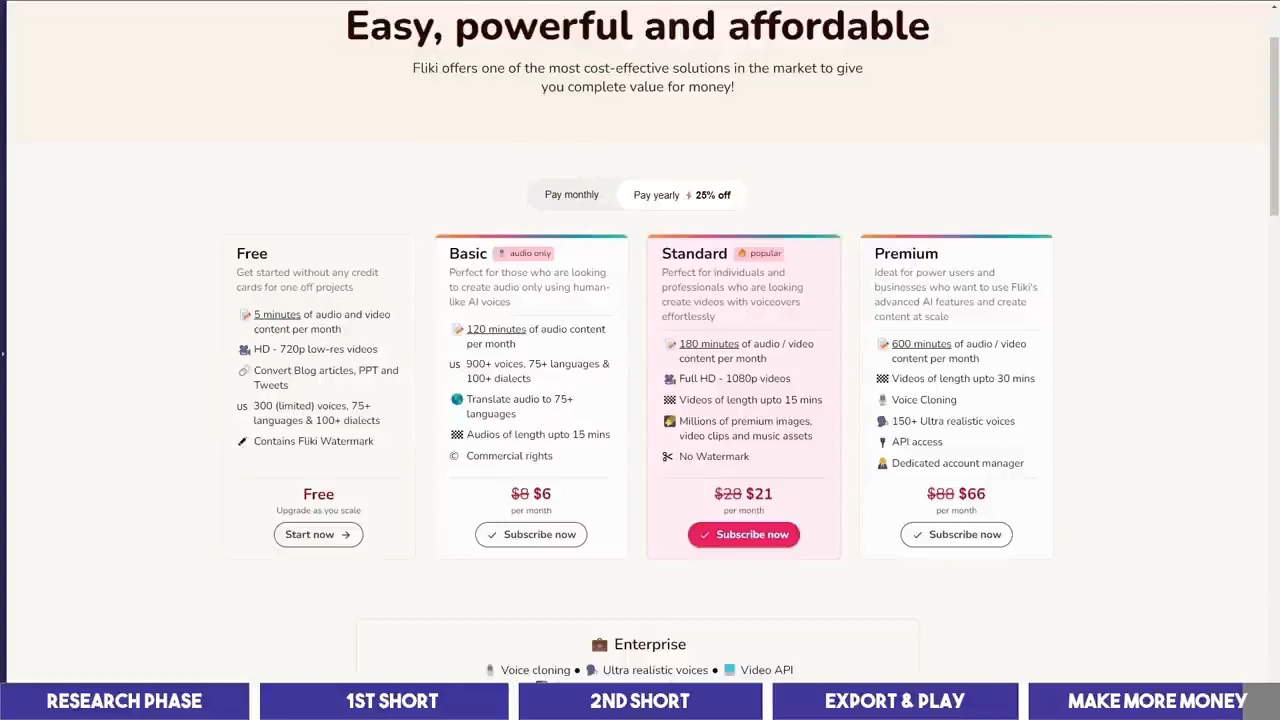 Easy, powerful and affordable
Fliki offers one of the most cost-effective solutions in the market to give
you complete value for money!
Pay monthly
Pay yearly ⚡ 25% off
Free
Get started without any credit
cards for one off projects
5 minutes of audio and video
content per month
HD - 720p low-res videos
Convert Blog articles, PPT and
Tweets
US 300 (limited) voices, 75+
languages & 100+ dialects
Contains Fliki Watermark
Free
Upgrade as you scale
Start now →
Basic audio only
Perfect for those who are looking
to create audio only using human-
like AI voices
120 minutes of audio content
per month
US 900+ voices, 75+ languages &
100+ dialects
Translate audio to 75+
languages
Audios of length upto 15 mins
© Commercial rights
$8 $6
per month
✓ Subscribe now
Standard popular
Perfect for individuals and
professionals who are looking
create videos with voiceovers
effortlessly
180 minutes of audio / video
content per month
Full HD - 1080p videos
Videos of length upto 15 mins
Millions of premium images,
video clips and music assets
No Watermark
$28 $21
per month
✓ Subscribe now
Premium
Ideal for power users and
businesses who want to use Fliki's
advanced AI features and create
content at scale
600 minutes of audio / video
content per month
Videos of length upto 30 mins
Voice Cloning
150+ Ultra realistic voices
API access
Dedicated account manager
$88 $66
per month
✓ Subscribe now
Enterprise
Voice cloning ● Ultra realistic voices ● Video API
RESEARCH PHASE
1ST SHORT
2ND SHORT
EXPORT & PLAY
MAKE MORE MONEY